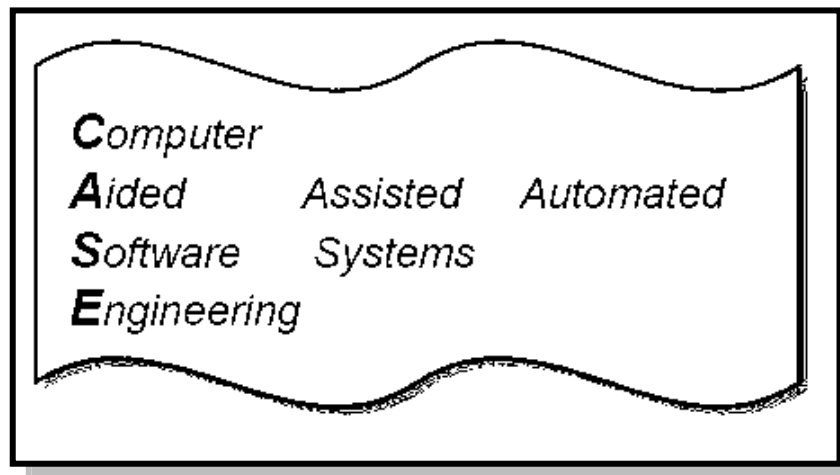 Computer
Aided Assisted Automated
Software Systems
Engineering